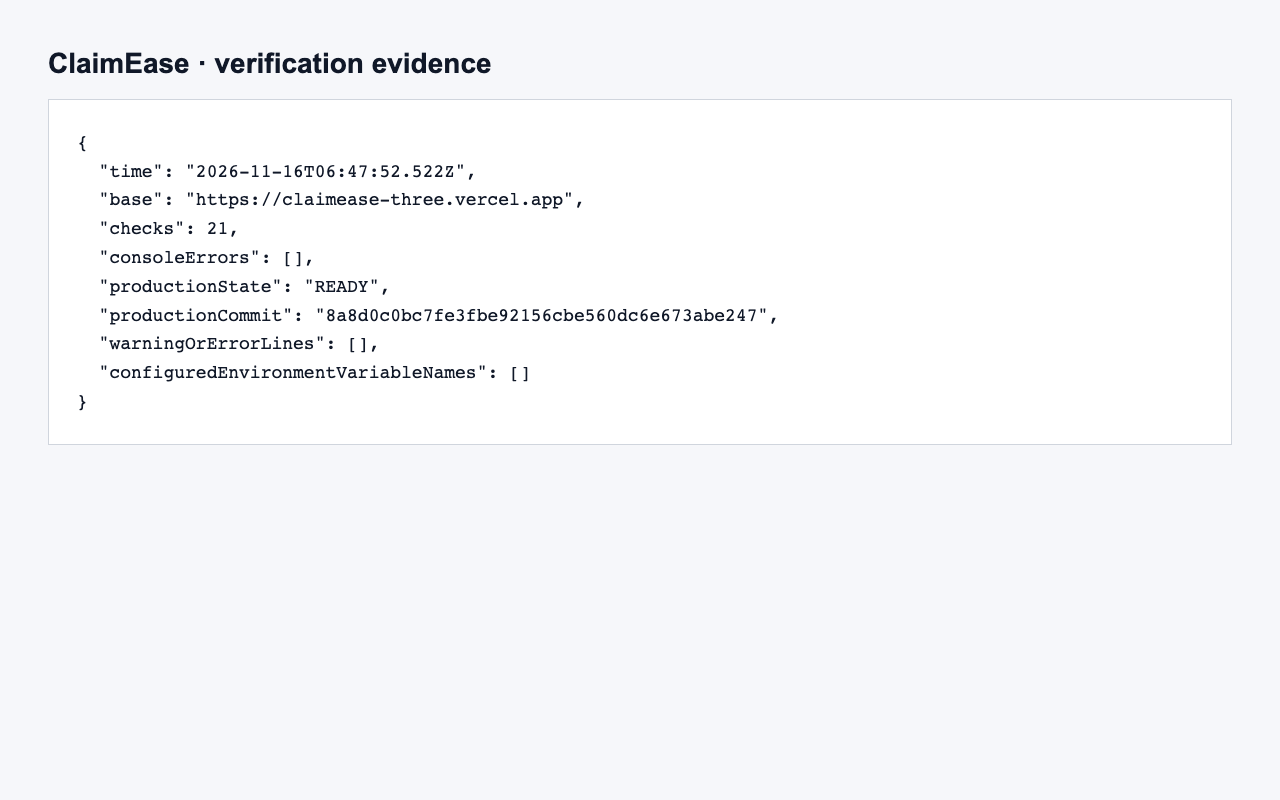 ClaimEase · verification evidence
{
"time": "2026-11-16T06:47:52.522Z",
"base": "https://claimease-three.vercel.app",
"checks": 21,
"consoleErrors": [],
"productionState": "READY",
"productionCommit": "8a8d0c0bc7fe3fbe92156cbe560dc6e673abe247",
"warningOrErrorLines": [],
"configuredEnvironmentVariableNames": []
}